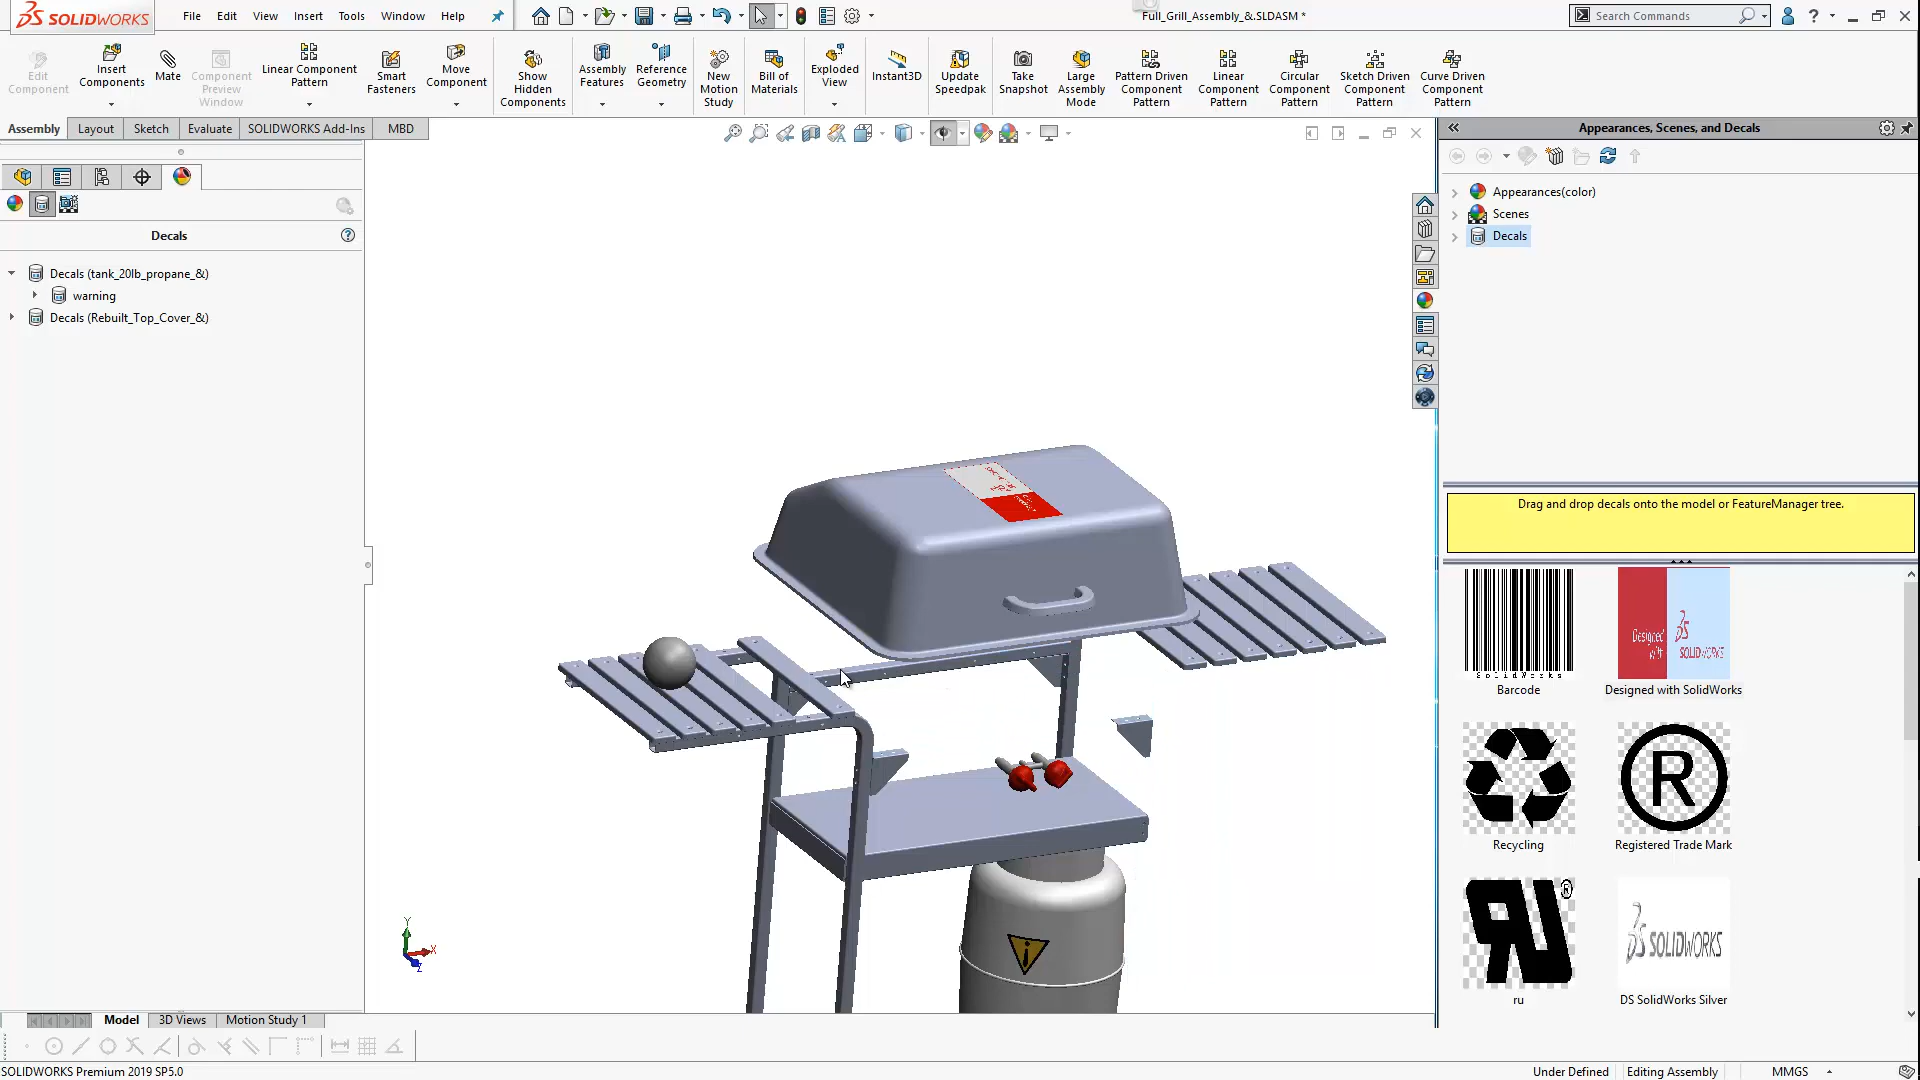 SOLIDWORKS
File Edit View Insert Tools Window Help
Full_Grill_Assembly_&.SLDASM *
Search Commands
Edit
Component
Insert
Components
Mate
Component
Preview
Window
Linear Component
Pattern
Smart
Fasteners
Move
Component
Show
Hidden
Components
Assembly
Features
Reference
Geometry
New
Motion
Study
Bill of
Materials
Exploded
View
Instant3D
Update
Speedpak
Take
Snapshot
Large
Assembly
Mode
Pattern Driven
Component
Pattern
Linear
Component
Pattern
Circular
Component
Pattern
Sketch Driven
Component
Pattern
Curve Driven
Component
Pattern
Assembly Layout Sketch Evaluate SOLIDWORKS Add-Ins MBD
Appearances, Scenes, and Decals
Decals
Decals (tank_20lb_propane_&)
warning
Decals (Rebuilt_Top_Cover_&)
Appearances(color)
Scenes
Decals
Drag and drop decals onto the model or FeatureManager tree.
SolidWorks
Barcode
Designed
with
SOLIDWORKS
Designed with SolidWorks
Recycling
R
Registered Trade Mark
ru
SOLIDWORKS
DS SolidWorks Silver
Y
X
Z
Model 3D Views Motion Study 1
SOLIDWORKS Premium 2019 SP5.0
Under Defined Editing Assembly MMGS